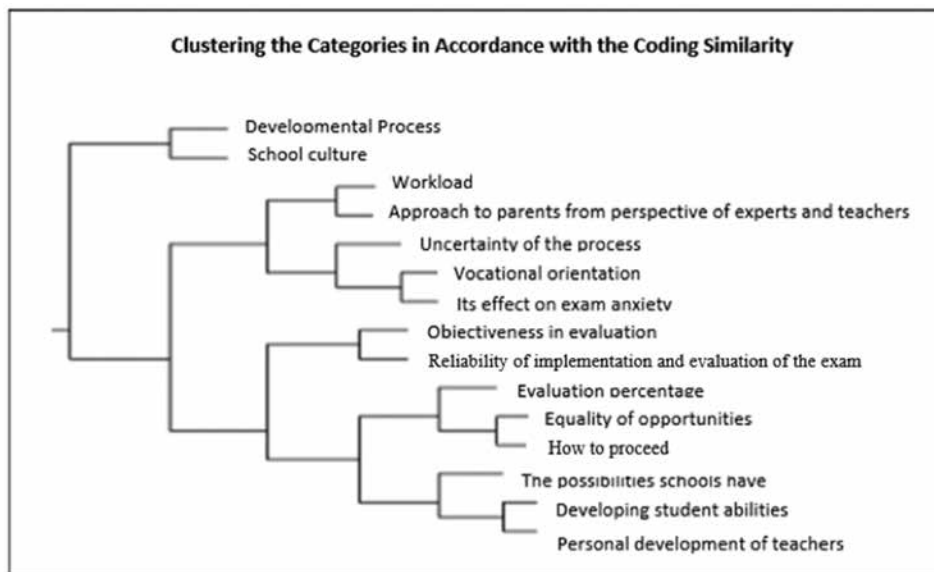 Clustering the Categories in Accordance with the Coding Similarity
Developmental Process
School culture
Workload
Approach to parents from perspective of experts and teachers
Uncertainty of the process
Vocational orientation
Its effect on exam anxiety
Objectiveness in evaluation
Reliability of implementation and evaluation of the exam
Evaluation percentage
Equality of opportunities
How to proceed
The possibilities schools have
Developing student abilities
Personal development of teachers